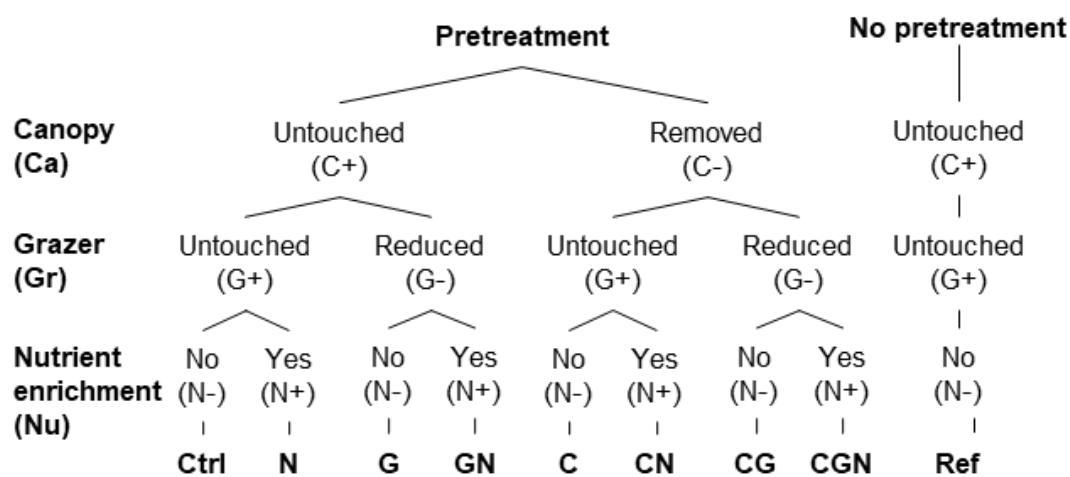 Pretreatment No pretreatment
Canopy (Ca) Untouched (C+) Removed (C-) Untouched (C+)
Grazer (Gr) Untouched (G+) Reduced (G-) Untouched (G+) Reduced (G-) Untouched (G+)
Nutrient enrichment (Nu) No (N-) Yes (N+) No (N-) Yes (N+) No (N-) Yes (N+) No (N-) Yes (N+) No (N-)
Ctrl N G GN C CN CG CGN Ref